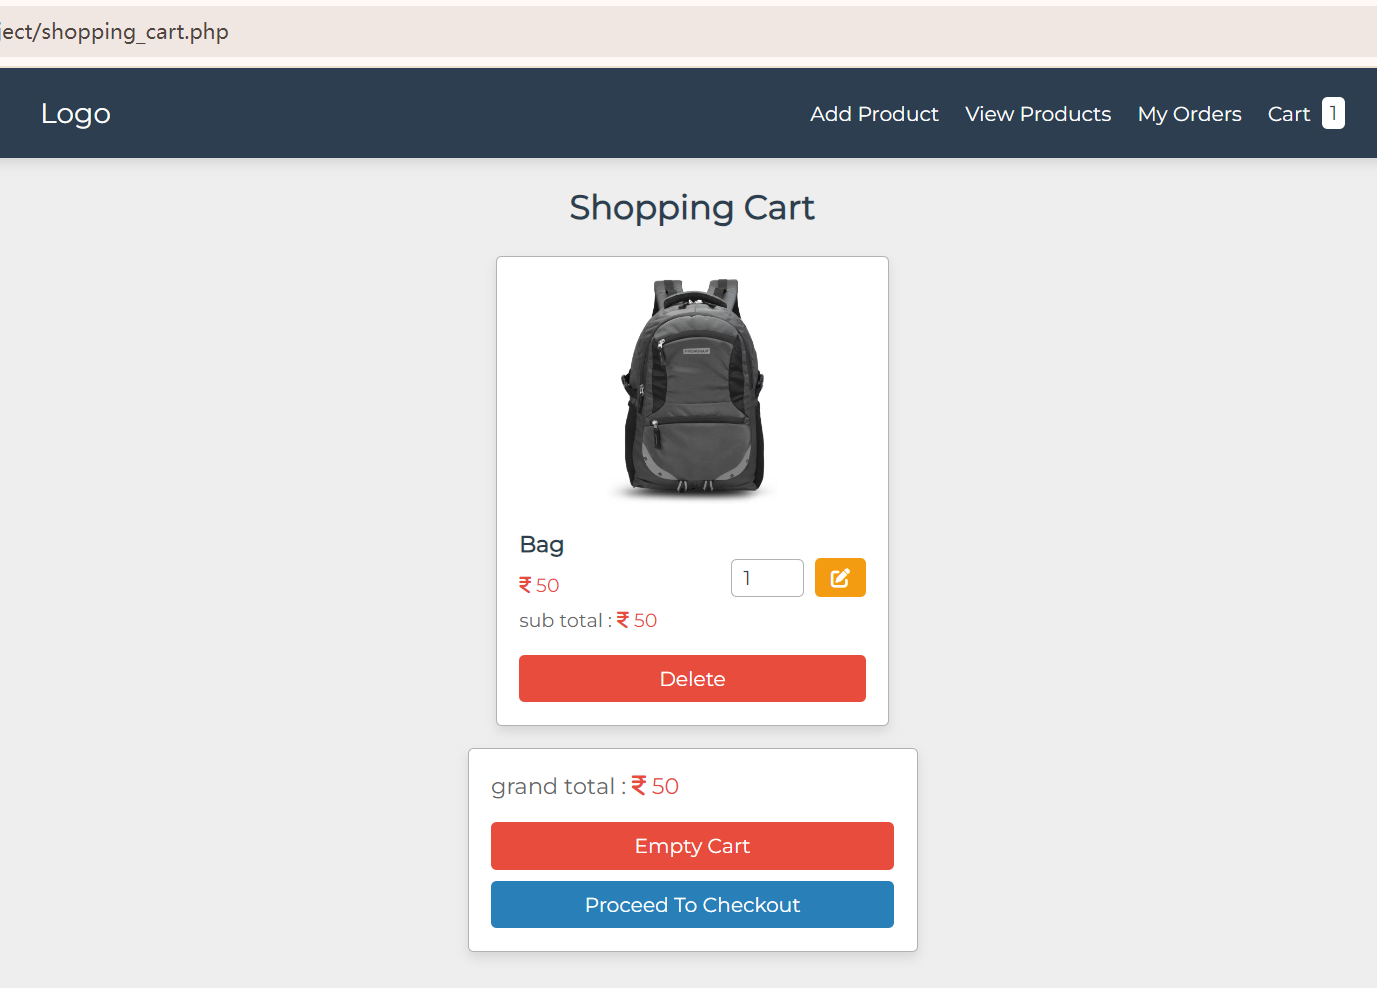 ject/shopping_cart.php
Logo
Add Product View Products My Orders Cart 1
Shopping Cart
Bag
₹ 50
1
sub total : ₹ 50
Delete
grand total : ₹ 50
Empty Cart
Proceed To Checkout